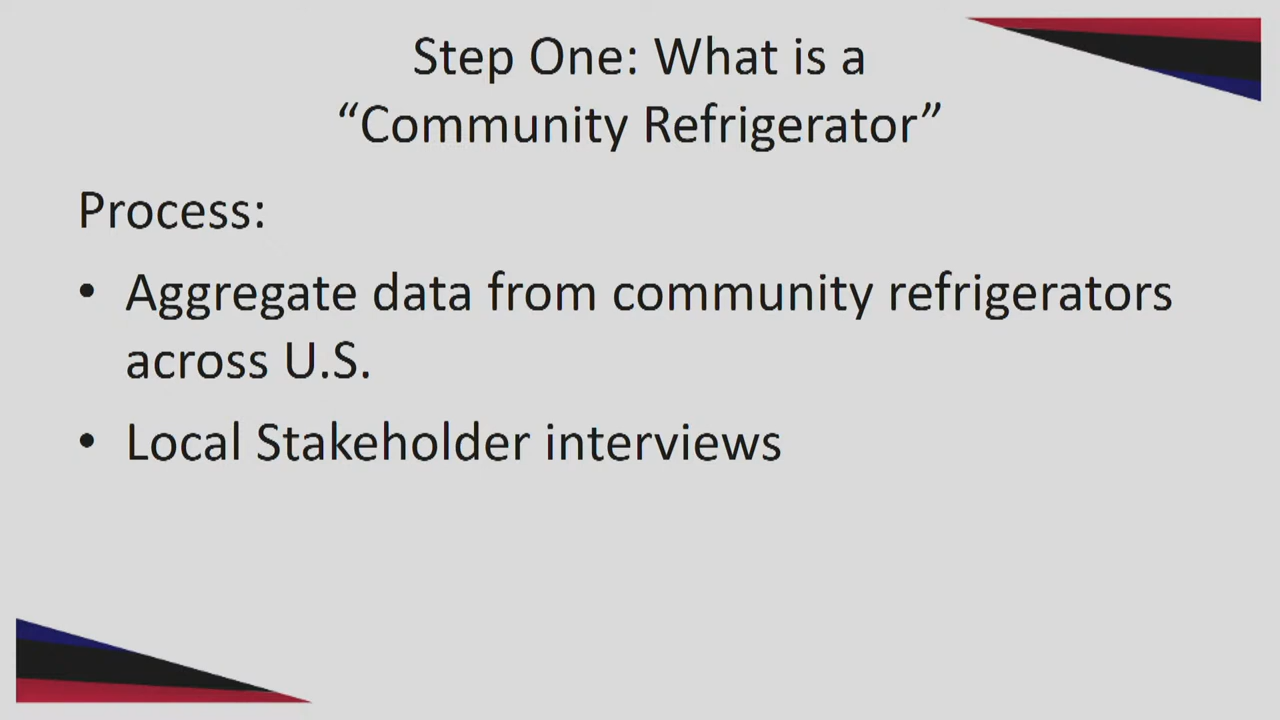 Step One: What is a
“Community Refrigerator”
Process:
• Aggregate data from community refrigerators
across U.S.
• Local Stakeholder interviews